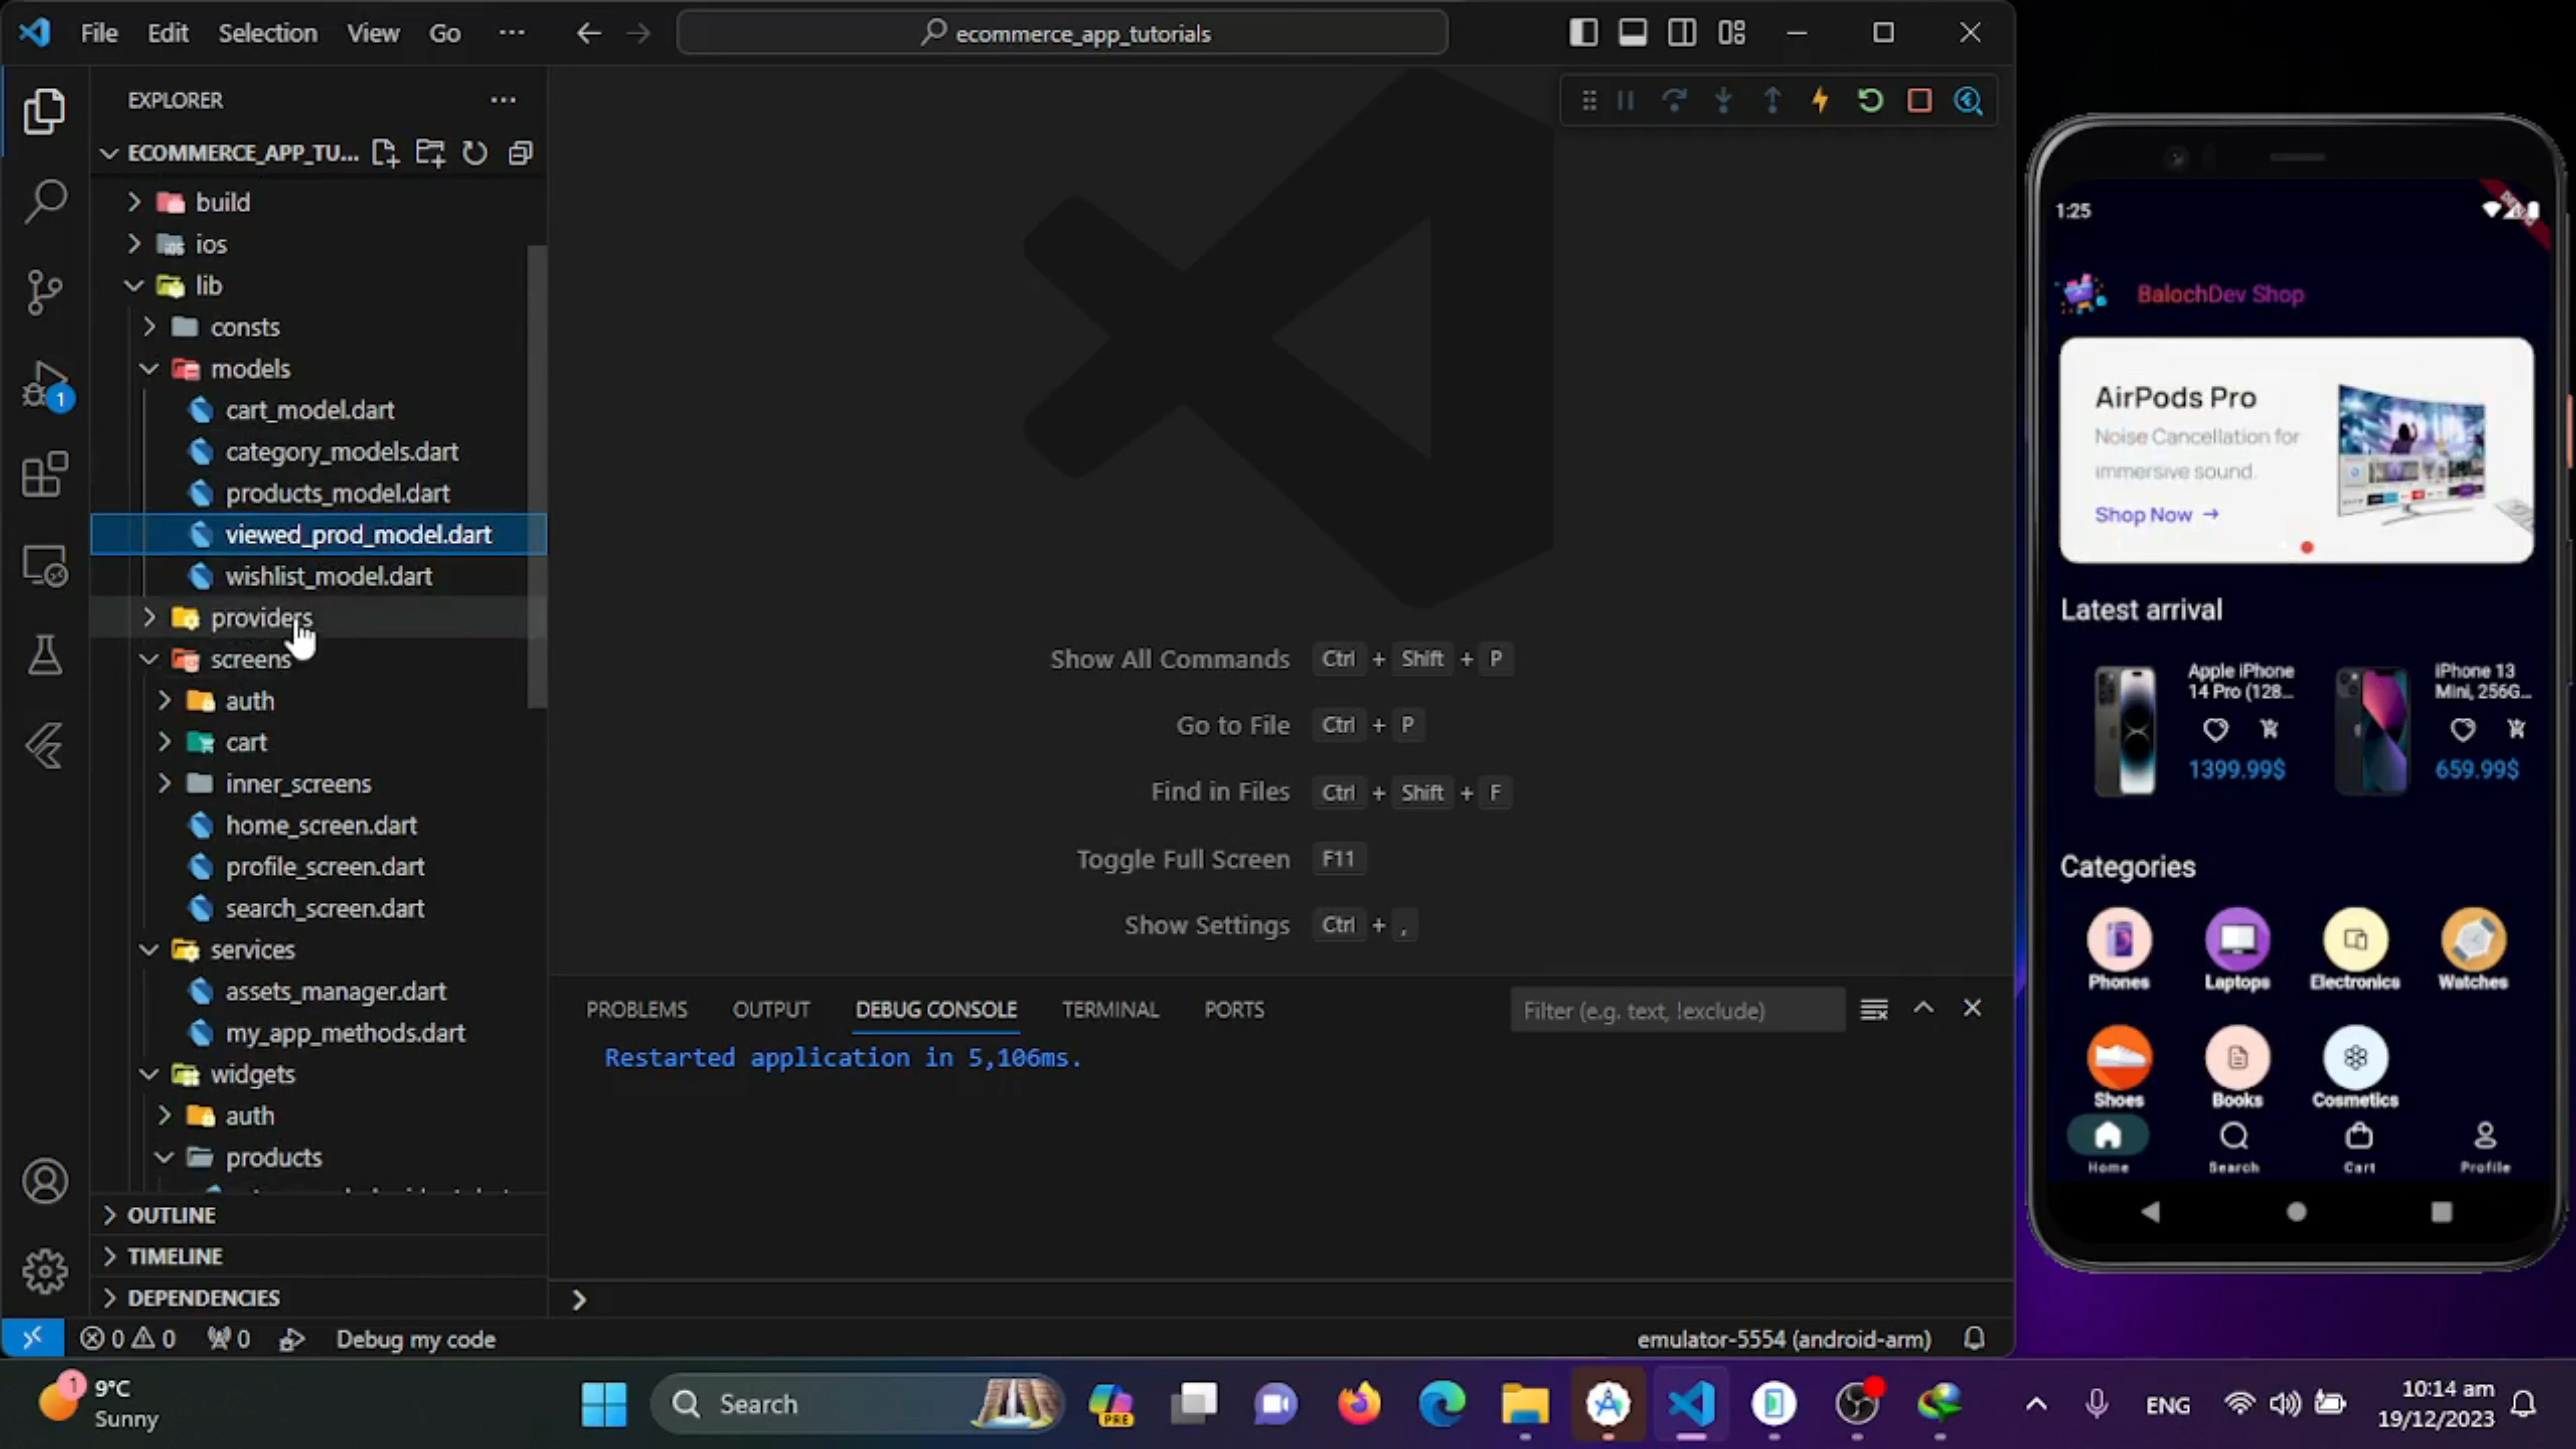 File Edit Selection View Go ···
ecommerce_app_tutorials
EXPLORER
ECOMMERCE_APP_TU...
build
ios
lib
consts
models
cart_model.dart
category_models.dart
products_model.dart
viewed_prod_model.dart
wishlist_model.dart
providers
screens
auth
cart
inner_screens
home_screen.dart
profile_screen.dart
search_screen.dart
services
assets_manager.dart
my_app_methods.dart
widgets
auth
products
OUTLINE
TIMELINE
DEPENDENCIES
1
Show All Commands Ctrl + Shift + P
Go to File Ctrl + P
Find in Files Ctrl + Shift + F
Toggle Full Screen F11
Show Settings Ctrl + ,
PROBLEMS OUTPUT DEBUG CONSOLE TERMINAL PORTS
Filter (e.g. text, !exclude)
Restarted application in 5,106ms.
0 0 0 Debug my code
emulator-5554 (android-arm)
1:25
BalochDev Shop
AirPods Pro
Noise Cancellation for
immersive sound.
Shop Now →
Latest arrival
Apple iPhone
14 Pro (128...
1399.99$
iPhone 13
Mini, 256G...
659.99$
Categories
Phones Laptops Electronics Watches
Shoes Books Cosmetics
Home Search Cart Profile
1
9°C
Sunny
Search
PRE
ENG
10:14 am
19/12/2023